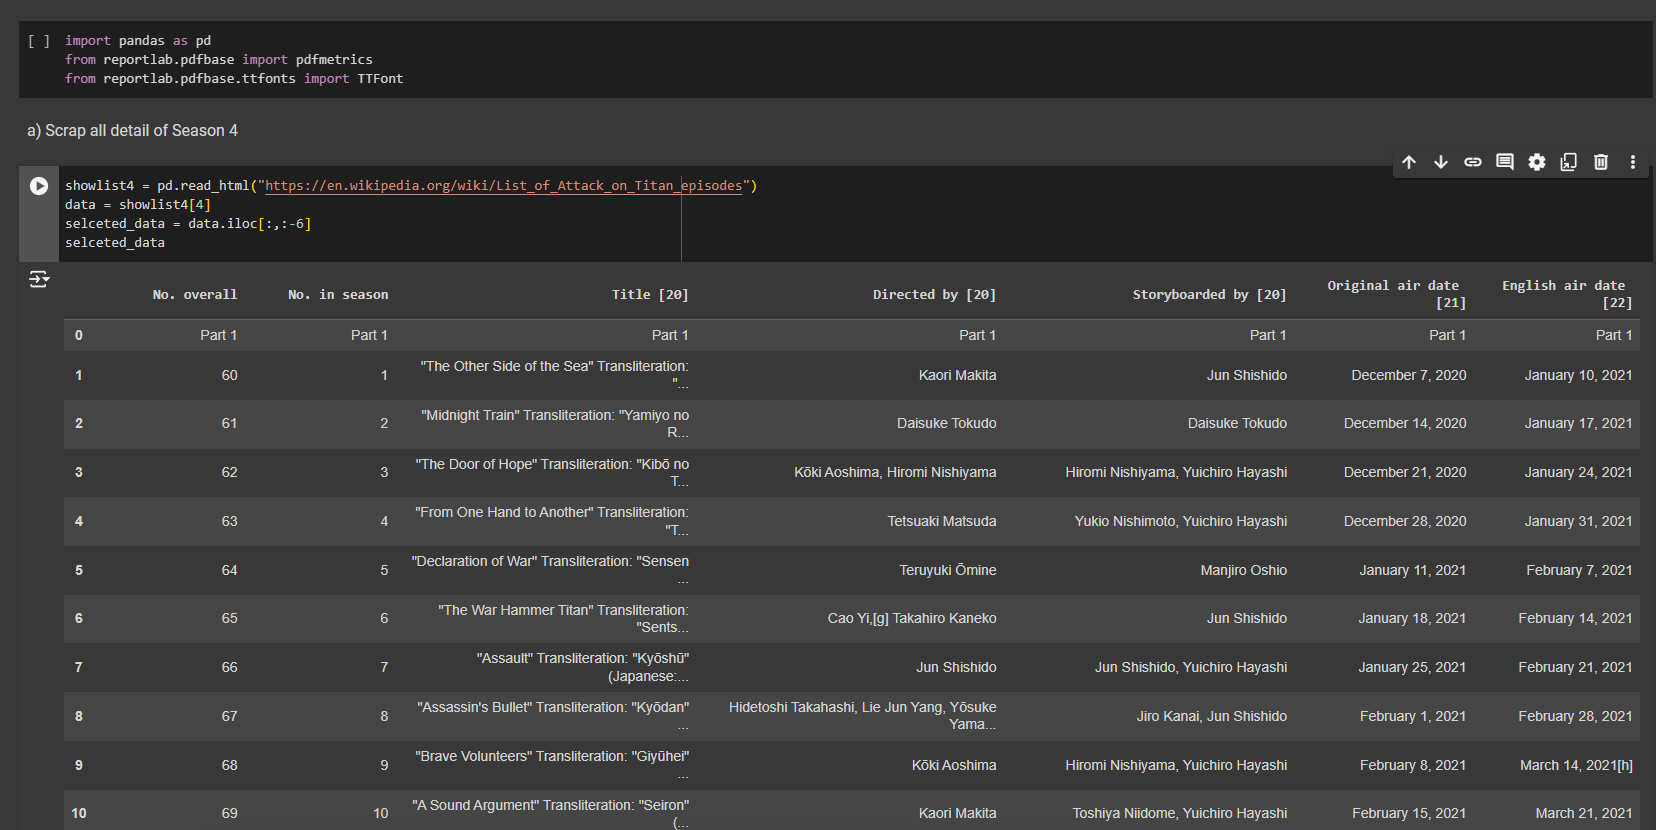 [ ] import pandas as pd
from reportlab.pdfbase import pdfmetrics
from reportlab.pdfbase.ttfonts import TTFont
a) Scrap all detail of Season 4
showlist4 = pd.read_html("https://en.wikipedia.org/wiki/List_of_Attack_on_Titan_episodes")
data = showlist4[4]
selceted_data = data.iloc[:,:-6]
selceted_data
No. overall No. in season Title [20] Directed by [20] Storyboarded by [20] Original air date [21] English air date [22]
0 Part 1 Part 1 Part 1 Part 1 Part 1 Part 1 Part 1
1 60 1 "The Other Side of the Sea" Transliteration: "... Kaori Makita Jun Shishido December 7, 2020 January 10, 2021
2 61 2 "Midnight Train" Transliteration: "Yamiyo no R... Daisuke Tokudo Daisuke Tokudo December 14, 2020 January 17, 2021
3 62 3 "The Door of Hope" Transliteration: "Kibō no T... Kōki Aoshima, Hiromi Nishiyama Hiromi Nishiyama, Yuichiro Hayashi December 21, 2020 January 24, 2021
4 63 4 "From One Hand to Another" Transliteration: "T... Tetsuaki Matsuda Yukio Nishimoto, Yuichiro Hayashi December 28, 2020 January 31, 2021
5 64 5 "Declaration of War" Transliteration: "Sensen ... Teruyuki Ōmine Manjiro Oshio January 11, 2021 February 7, 2021
6 65 6 "The War Hammer Titan" Transliteration: "Sents... Cao Yi,[g] Takahiro Kaneko Jun Shishido January 18, 2021 February 14, 2021
7 66 7 "Assault" Transliteration: "Kyōshū" (Japanese:... Jun Shishido Jun Shishido, Yuichiro Hayashi January 25, 2021 February 21, 2021
8 67 8 "Assassin's Bullet" Transliteration: "Kyōdan" ... Hidetoshi Takahashi, Lie Jun Yang, Yōsuke Yama... Jiro Kanai, Jun Shishido February 1, 2021 February 28, 2021
9 68 9 "Brave Volunteers" Transliteration: "Giyūhei" ... Kōki Aoshima Hiromi Nishiyama, Yuichiro Hayashi February 8, 2021 March 14, 2021[h]
10 69 10 "A Sound Argument" Transliteration: "Seiron" (... Kaori Makita Toshiya Niidome, Yuichiro Hayashi February 15, 2021 March 21, 2021